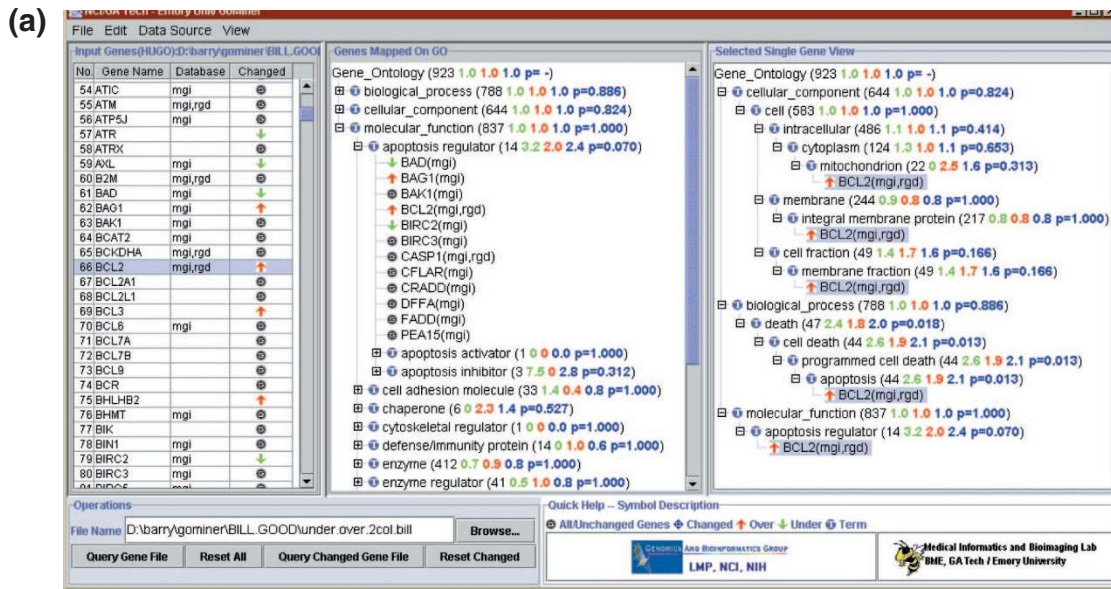 (a)
NCI/GA Tech - Emory Univ GoMiner
File Edit Data Source View
Input Genes(HUGO):D:\barry\gominer\BILL.GOOD
No. Gene Name Database Changed
54 ATIC mgi
55 ATM mgi,rgd
56 ATP5J mgi
57 ATR
58 ATRX
59 AXL mgi
60 B2M mgi,rgd
61 BAD mgi
62 BAG1 mgi
63 BAK1 mgi
64 BCAT2 mgi
65 BCKDHA mgi,rgd
66 BCL2 mgi,rgd
67 BCL2A1
68 BCL2L1
69 BCL3
70 BCL6 mgi
71 BCL7A
72 BCL7B
73 BCL9
74 BCR
75 BHLHB2
76 BHMT mgi
77 BIK
78 BIN1 mgi
79 BIRC2 mgi
80 BIRC3 mgi
81 BIRC5 mgi
Genes Mapped On GO
Gene_Ontology (923 1.0 1.0 1.0 p= -)
biological_process (788 1.0 1.0 1.0 p=0.886)
cellular_component (644 1.0 1.0 1.0 p=0.824)
molecular_function (837 1.0 1.0 1.0 p=1.000)
apoptosis regulator (14 3.2 2.0 2.4 p=0.070)
BAD(mgi)
BAG1(mgi)
BAK1(mgi)
BCL2(mgi,rgd)
BIRC2(mgi)
BIRC3(mgi)
CASP1(mgi,rgd)
CFLAR(mgi)
CRADD(mgi)
DFFA(mgi)
FADD(mgi)
PEA15(mgi)
apoptosis activator (1 0 0 0.0 p=1.000)
apoptosis inhibitor (3 7.5 0 2.8 p=0.312)
cell adhesion molecule (33 1.4 0.4 0.8 p=1.000)
chaperone (6 0 2.3 1.4 p=0.527)
cytoskeletal regulator (1 0 0 0.0 p=1.000)
defense/immunity protein (14 0 1.0 0.6 p=1.000)
enzyme (412 0.7 0.9 0.8 p=1.000)
enzyme regulator (41 0.5 1.0 0.8 p=1.000)
Selected Single Gene View
Gene_Ontology (923 1.0 1.0 1.0 p= -)
cellular_component (644 1.0 1.0 1.0 p=0.824)
cell (583 1.0 1.0 1.0 p=1.000)
intracellular (486 1.1 1.0 1.1 p=0.414)
cytoplasm (124 1.3 1.0 1.1 p=0.653)
mitochondrion (22 0 2.5 1.6 p=0.313)
BCL2(mgi,rgd)
membrane (244 0.9 0.8 0.8 p=1.000)
integral membrane protein (217 0.8 0.8 0.8 p=1.000)
BCL2(mgi,rgd)
cell fraction (49 1.4 1.7 1.6 p=0.166)
membrane fraction (49 1.4 1.7 1.6 p=0.166)
BCL2(mgi,rgd)
biological_process (788 1.0 1.0 1.0 p=0.886)
death (47 2.4 1.8 2.0 p=0.018)
cell death (44 2.6 1.9 2.1 p=0.013)
programmed cell death (44 2.6 1.9 2.1 p=0.013)
apoptosis (44 2.6 1.9 2.1 p=0.013)
BCL2(mgi,rgd)
molecular_function (837 1.0 1.0 1.0 p=1.000)
apoptosis regulator (14 3.2 2.0 2.4 p=0.070)
BCL2(mgi,rgd)
Operations
File Name D:\barry\gominer\BILL.GOOD\under.over.2col.bill Browse...
Query Gene File Reset All Query Changed Gene File Reset Changed
Quick Help -- Symbol Description
All/Unchanged Genes Changed Over Under Term
GENOMICS AND BIOINFORMATICS GROUP
LMP, NCI, NIH
Medical Informatics and Bioimaging Lab
BME, GA Tech / Emory University